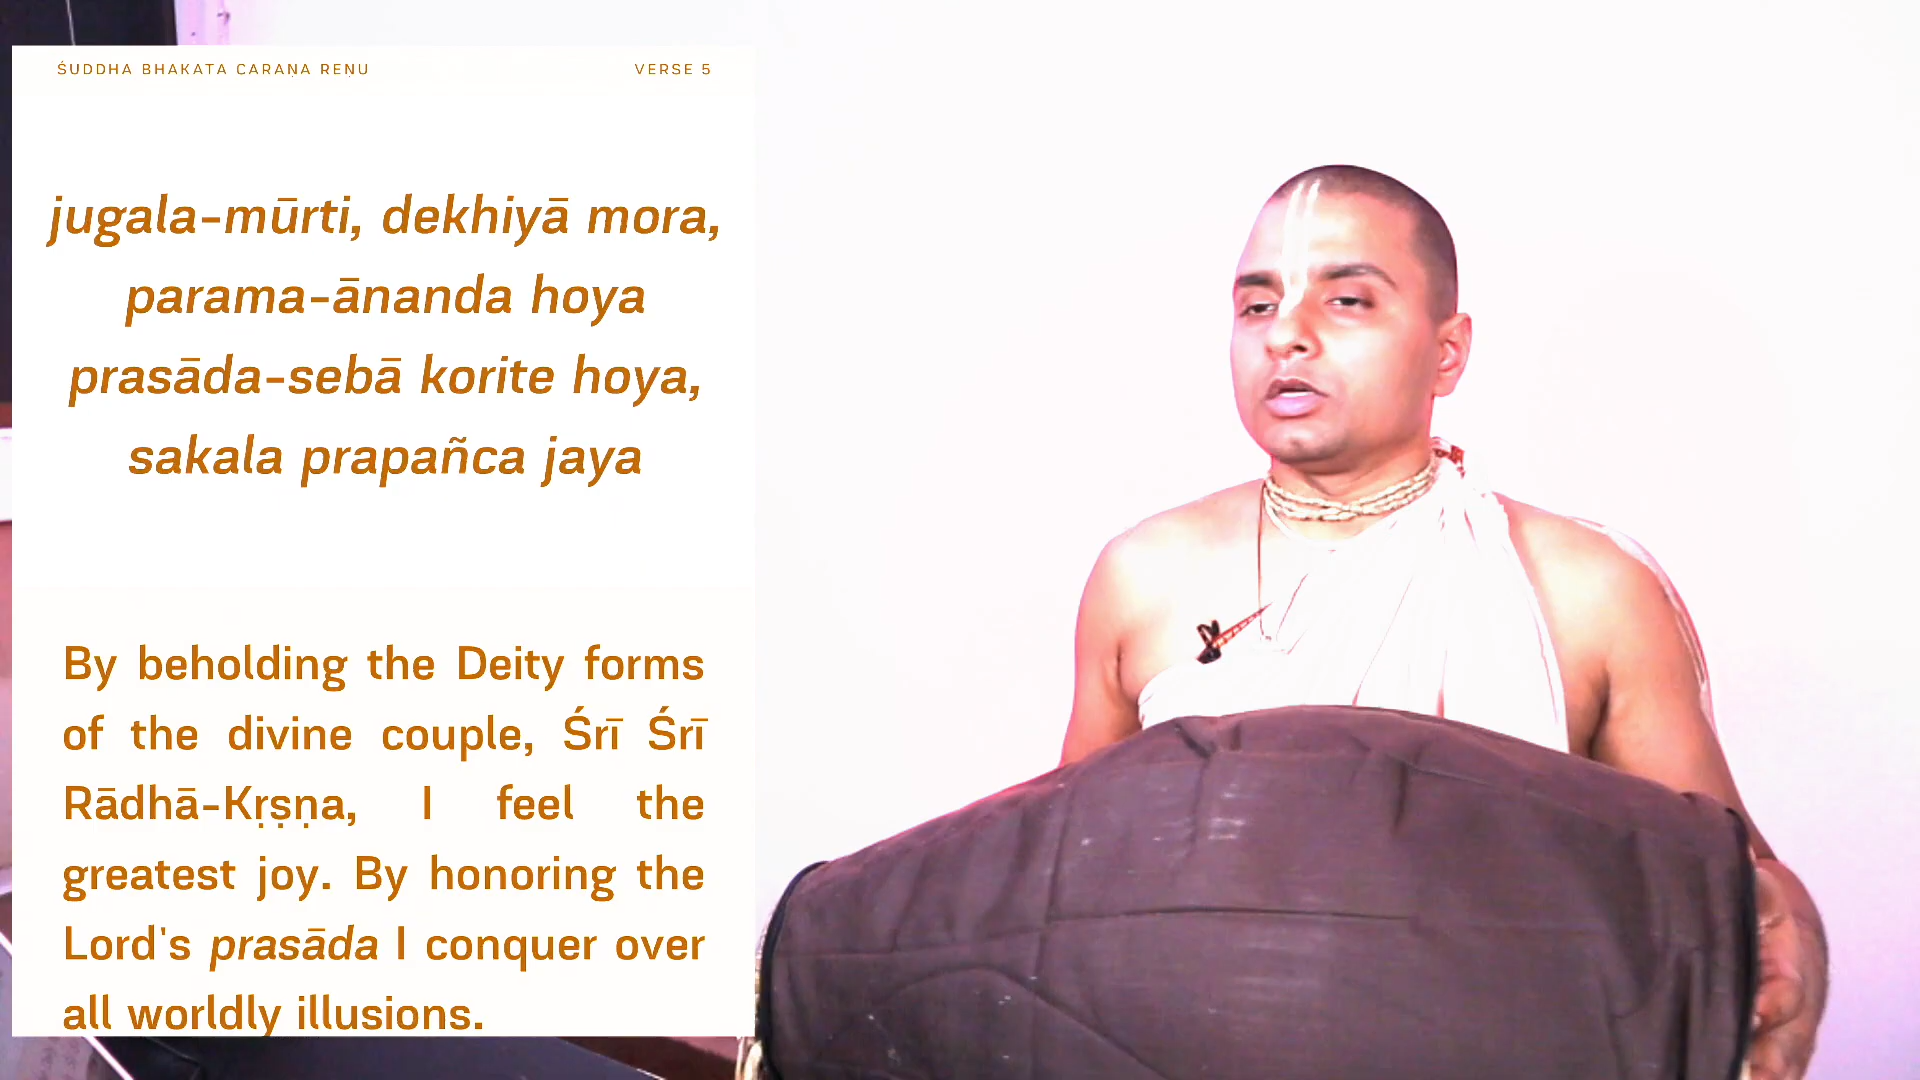 ŚUDDHA BHAKATA CARAṆA REṆU VERSE 5
jugala-mūrti, dekhiyā mora,
parama-ānanda hoya
prasāda-sebā korite hoya,
sakala prapañca jaya
By beholding the Deity forms
of the divine couple, Śrī Śrī
Rādhā-Kṛṣṇa, I feel the
greatest joy. By honoring the
Lord's prasāda I conquer over
all worldly illusions.